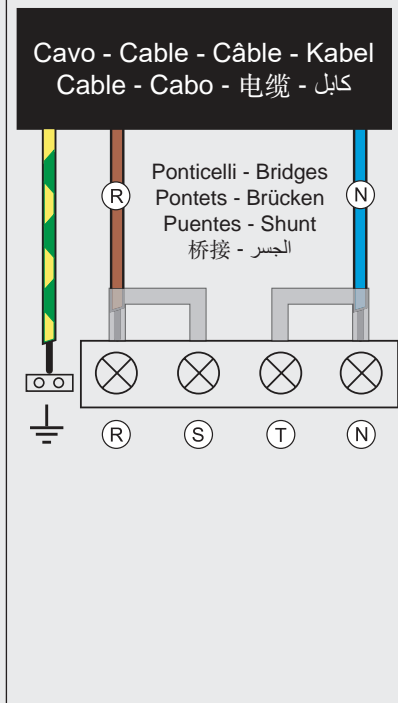 Cavo - Cable - Câble - Kabel
Cable - Cabo - 电缆 - كابل
Ponticelli - Bridges
Pontets - Brücken
Puentes - Shunt
桥接 - الجسر
R N
R S T N